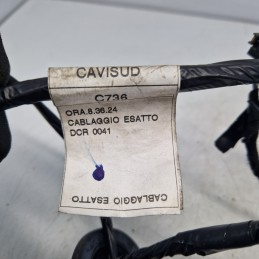 CAVISUD
C736
ORA.8.36.24
CABLAGGIO ESATTO
DCR 0041
CABLAGGIO ESATTO